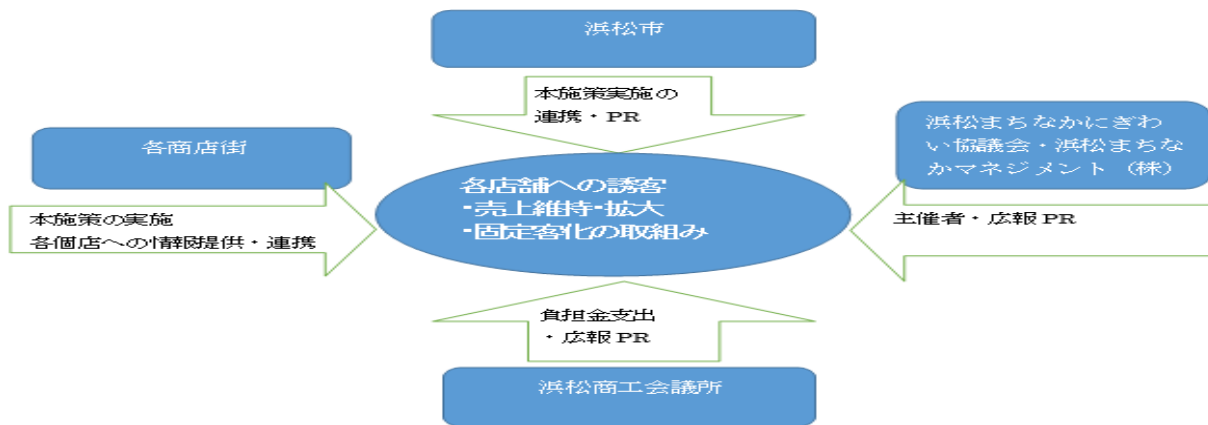 浜松市
本施策実施の
連携・PR
各商店街
本施策の実施
各個店への情報提供・連携
各店舗への誘客
・売上維持・拡大
・固定客化の取組み
浜松まちなかにぎわ
い協議会・浜松まちな
かマネジメント（株）
主催者・広報PR
負担金支出
・広報PR
浜松商工会議所